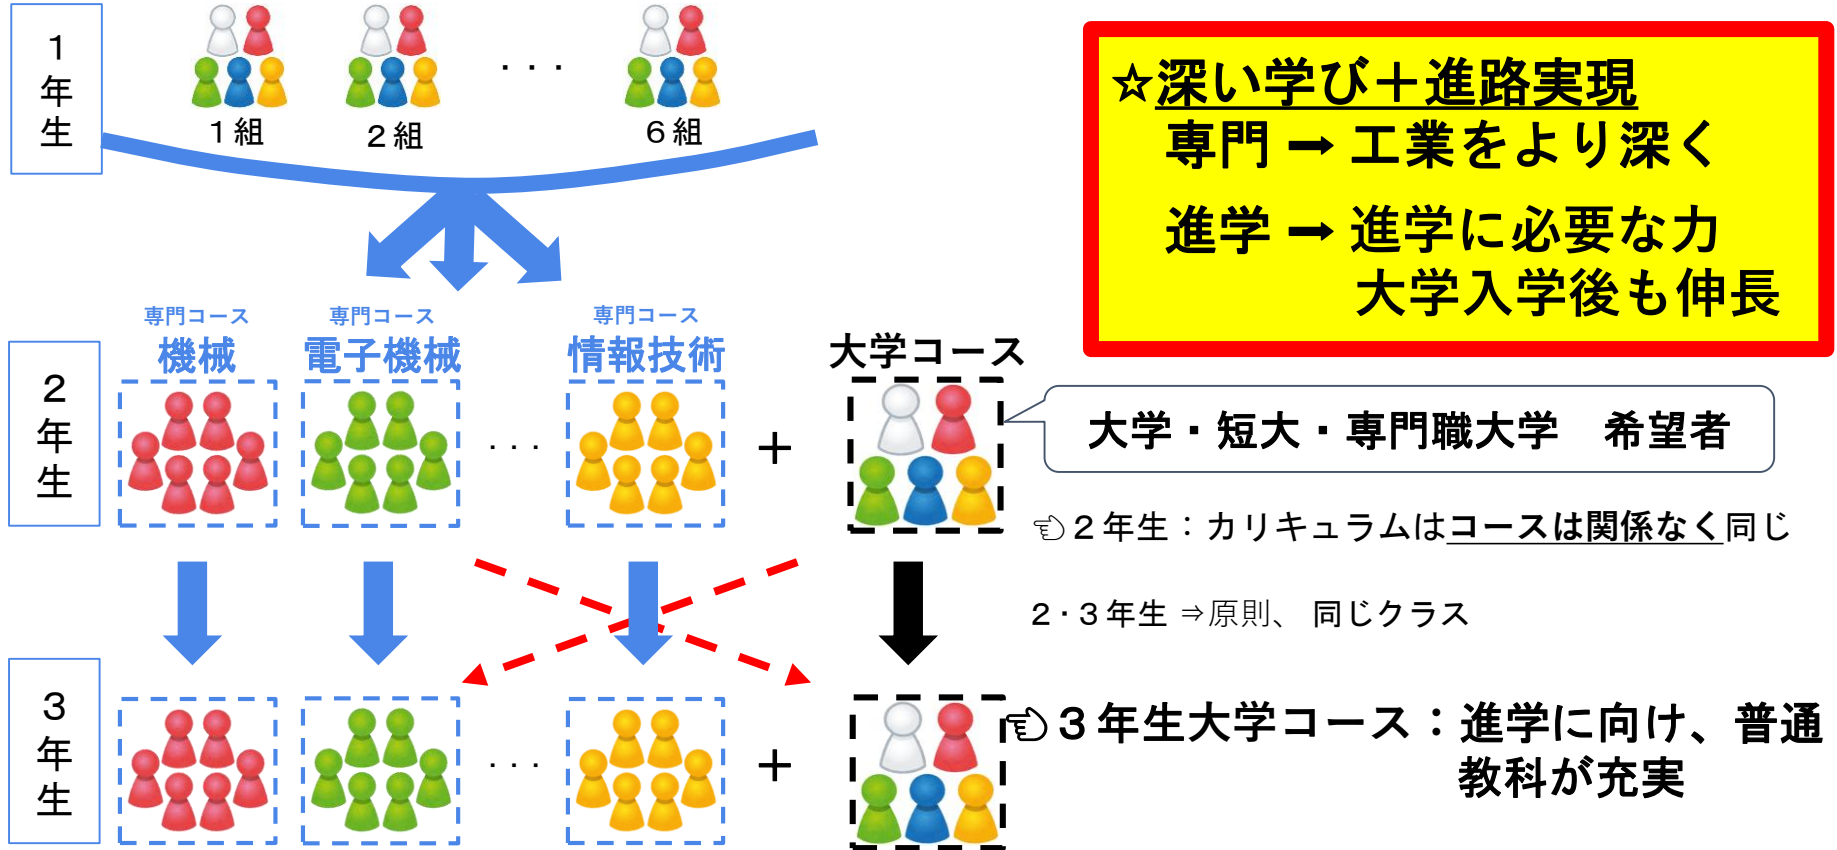 1年生
1組
2組
・・・
6組
☆深い学び＋進路実現
専門 ➡ 工業をより深く
進学 ➡ 進学に必要な力
大学入学後も伸長
2年生
専門コース
機械
専門コース
電子機械
・・・
専門コース
情報技術
＋
大学コース
大学・短大・専門職大学　希望者
☜２年生：カリキュラムはコースは関係なく同じ
2・3年生 ⇒原則、 同じクラス
3年生
・・・
＋
☜３年生大学コース：進学に向け、普通
教科が充実